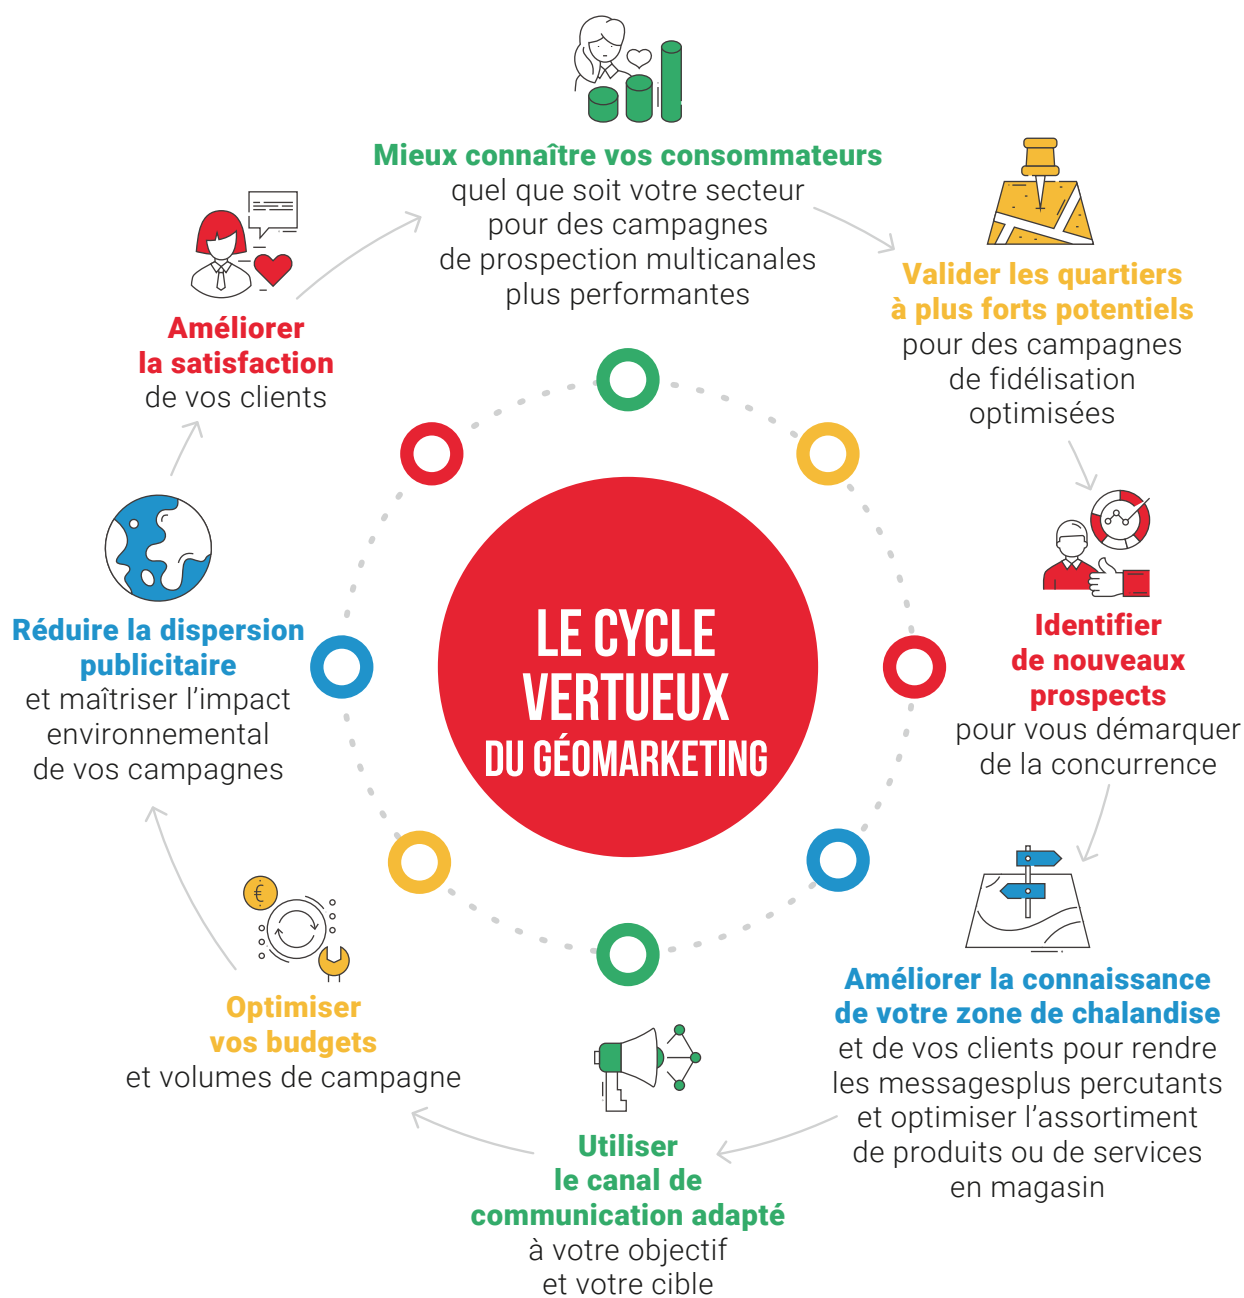 Mieux connaître vos consommateurs
quel que soit votre secteur
pour des campagnes
de prospection multicanales
plus performantes
Valider les quartiers
à plus forts potentiels
pour des campagnes
de fidélisation
optimisées
Identifier
de nouveaux
prospects
pour vous démarquer
de la concurrence
Améliorer la connaissance
de votre zone de chalandise
et de vos clients pour rendre
les messagesplus percutants
et optimiser l'assortiment
de produits ou de services
en magasin
Utiliser
le canal de
communication adapté
à votre objectif
et votre cible
€
Optimiser
vos budgets
et volumes de campagne
Réduire la dispersion
publicitaire
et maîtriser l'impact
environnemental
de vos campagnes
Améliorer
la satisfaction
de vos clients
LE CYCLE
VERTUEUX
DU GÉOMARKETING